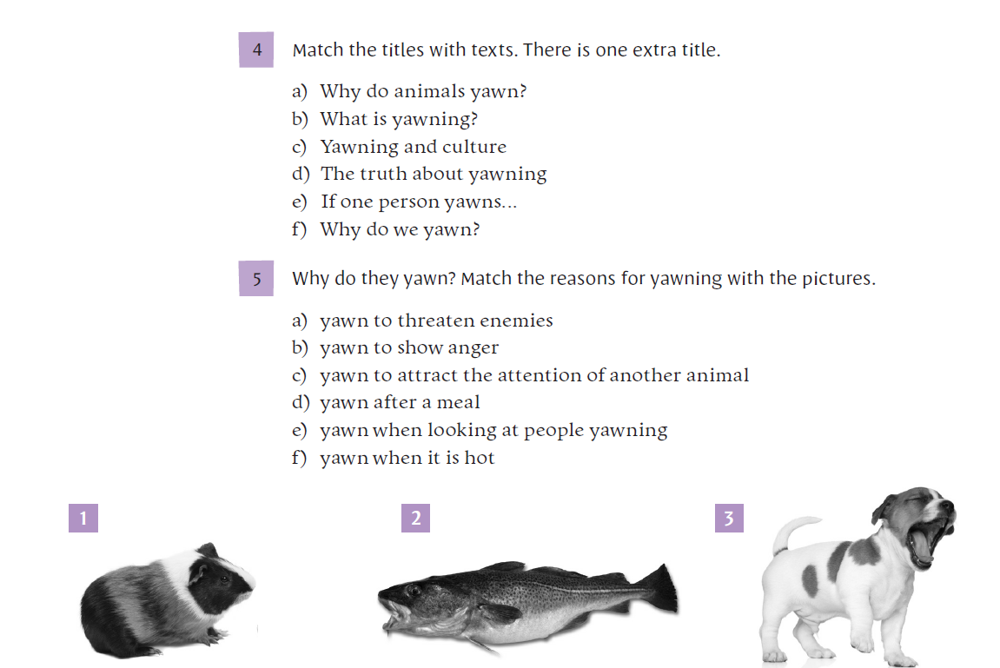 4 Match the titles with texts. There is one extra title.
a) Why do animals yawn?
b) What is yawning?
c) Yawning and culture
d) The truth about yawning
e) If one person yawns...
f) Why do we yawn?
5 Why do they yawn? Match the reasons for yawning with the pictures.
a) yawn to threaten enemies
b) yawn to show anger
c) yawn to attract the attention of another animal
d) yawn after a meal
e) yawn when looking at people yawning
f) yawn when it is hot
1 2 3